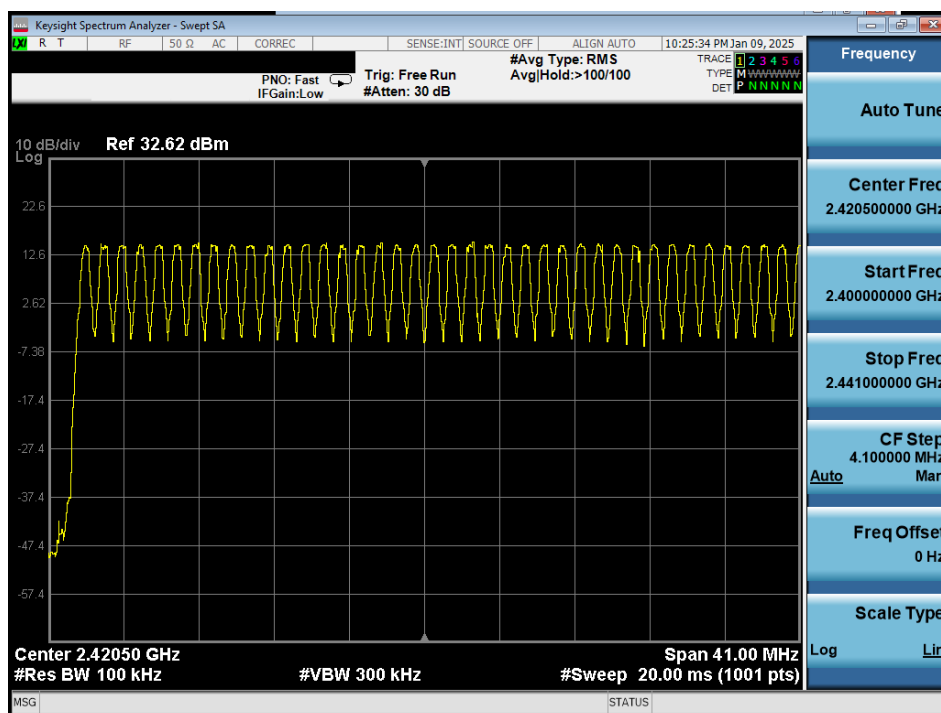 Keysight Spectrum Analyzer - Swept SA
LXI R T RF 50 Ω AC CORREC SENSE:INT SOURCE OFF ALIGN AUTO 10:25:34 PM Jan 09, 2025
PNO: Fast
IFGain:Low
Trig: Free Run
#Atten: 30 dB
#Avg Type: RMS
Avg|Hold:>100/100
TRACE 1 2 3 4 5 6
TYPE M W W W W W
DET P N N N N N
10 dB/div
Log
Ref 32.62 dBm
22.6
12.6
2.62
-7.38
-17.4
-27.4
-37.4
-47.4
-57.4
Center 2.42050 GHz
Span 41.00 MHz
#Res BW 100 kHz
#VBW 300 kHz
#Sweep 20.00 ms (1001 pts)
MSG
STATUS
Frequency
Auto Tune
Center Freq
2.420500000 GHz
Start Freq
2.400000000 GHz
Stop Freq
2.441000000 GHz
CF Step
4.100000 MHz
Auto Man
Freq Offset
0 Hz
Scale Type
Log Lin